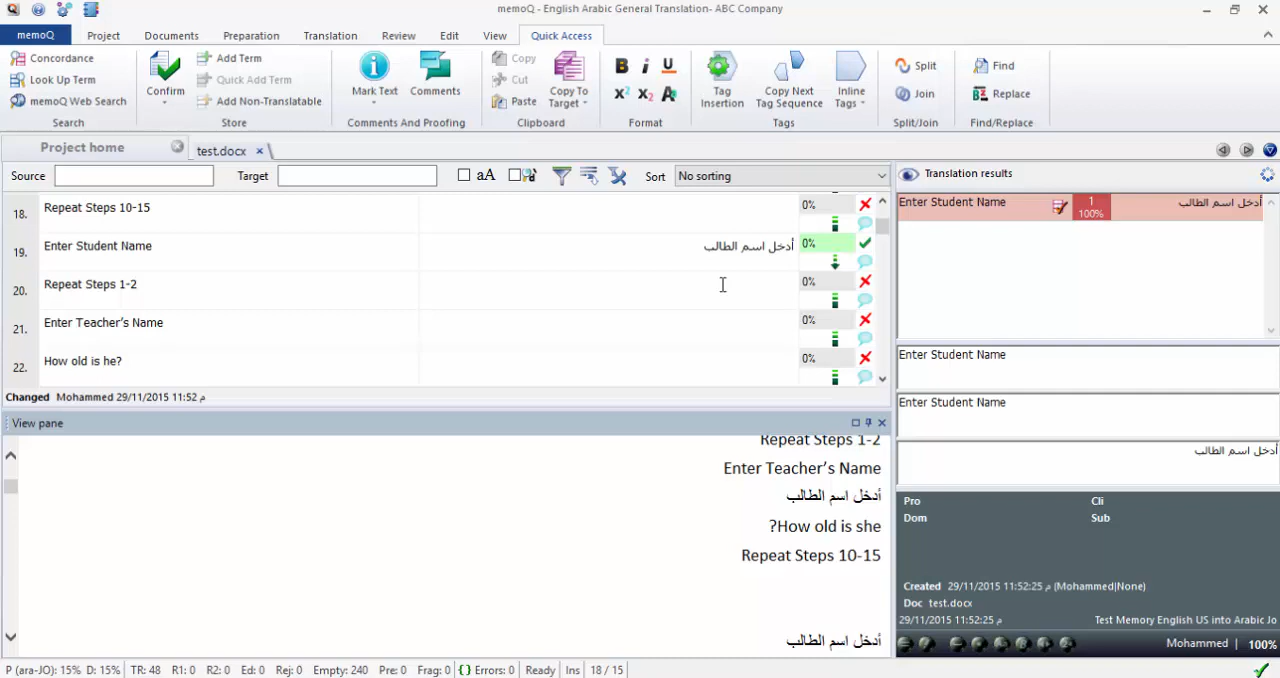 memoQ - English Arabic General Translation- ABC Company
memoQ Project Documents Preparation Translation Review Edit View Quick Access
Concordance
Look Up Term
memoQ Web Search
Search
Confirm
Add Term
Quick Add Term
Add Non-Translatable
Store
Mark Text
Comments
Comments And Proofing
Copy
Cut
Paste
Copy To Target
Clipboard
B i U
X² X₂ A
Format
Tag Insertion
Copy Next Tag Sequence
Inline Tags
Tags
Split
Join
Split/Join
Find
Replace
Find/Replace
Project home test.docx
Source Target aA Sort No sorting
18. Repeat Steps 10-15 0%
19. Enter Student Name أدخل اسم الطالب 0%
20. Repeat Steps 1-2 0%
21. Enter Teacher’s Name 0%
22. How old is he? 0%
Changed Mohammed 29/11/2015 11:52 م
View pane
Repeat Steps 1-2
Enter Teacher’s Name
أدخل اسم الطالب
?How old is she
Repeat Steps 10-15
أدخل اسم الطالب
Translation results
Enter Student Name 1 100% أدخل اسم الطالب
Enter Student Name
Enter Student Name
أدخل اسم الطالب
Pro Cli
Dom Sub
Created 29/11/2015 11:52:25 م (Mohammed|None)
Doc test.docx
29/11/2015 11:52:25 م Test Memory English US into Arabic Jo
Mohammed | 100%
P (ara-JO): 15% D: 15% TR: 48 R1: 0 R2: 0 Ed: 0 Rej: 0 Empty: 240 Pre: 0 Frag: 0 {} Errors: 0 Ready Ins 18 / 15